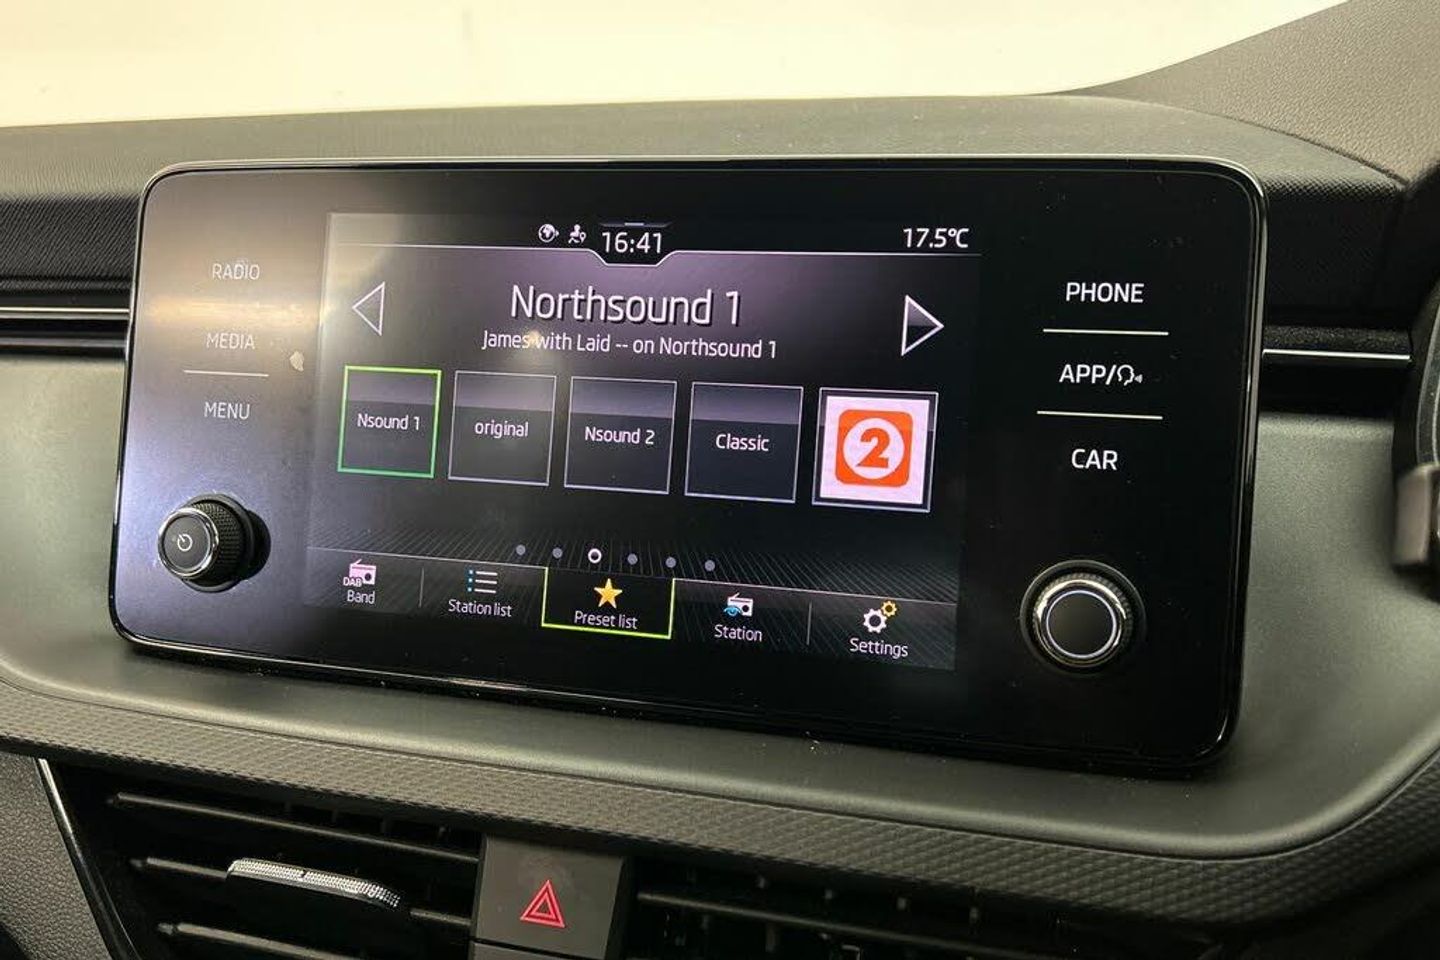 16:41
17.5°C
RADIO
MEDIA
MENU
Northsound 1
James with Laid -- on Northsound 1
Nsound 1
original
Nsound 2
Classic
2
DAB
Band
Station list
Preset list
Station
Settings
PHONE
APP/
CAR